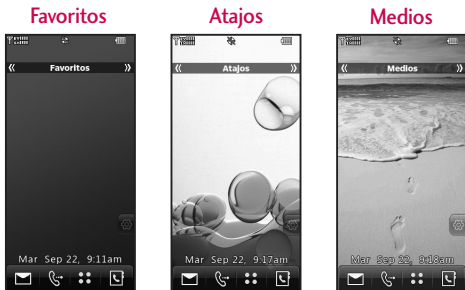 Favoritos
Atajos
Medios
Favoritos
Atajos
Medios
Mar Sep 22, 9:11am
Mar Sep 22, 9:17am
Mar Sep 22, 9:18am